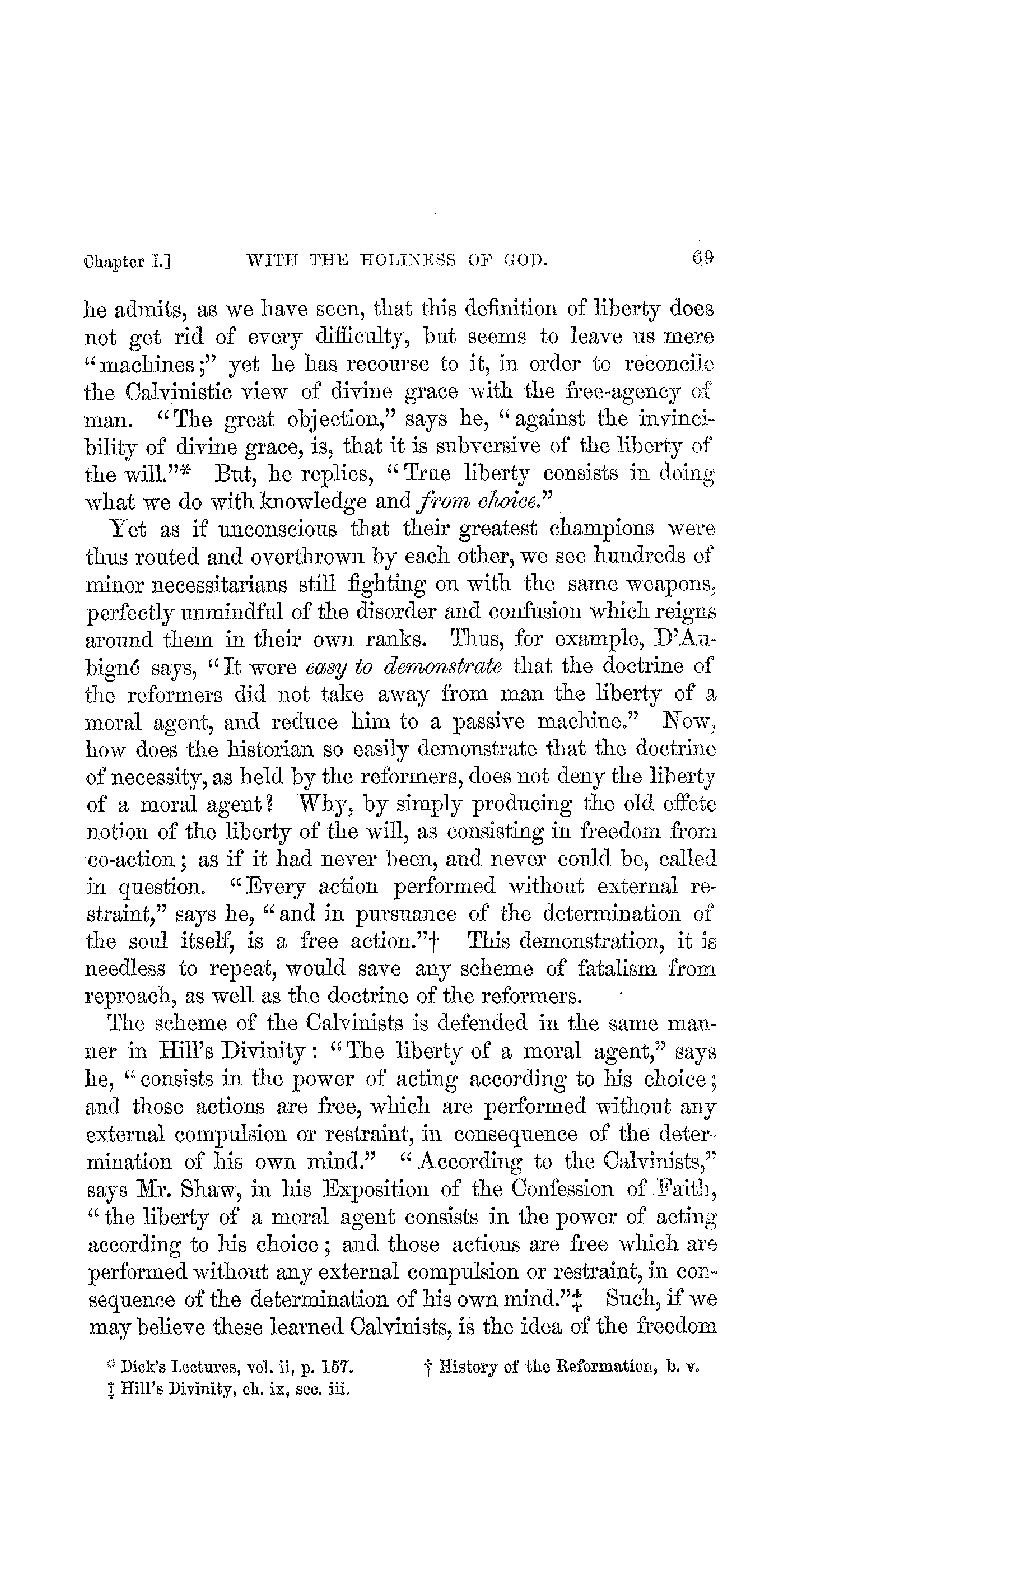 Chapter I.] WITH THE HOLINESS OF GOD. 69
he admits, as we have seen, that this definition of liberty does
not get rid of every difficulty, but seems to leave us mere
“machines;” yet he has recourse to it, in order to reconcile
the Calvinistic view of divine grace with the free-agency of
man. “The great objection,” says he, “against the invinci-
bility of divine grace, is, that it is subversive of the liberty of
the will.”* But, he replies, “True liberty consists in doing
what we do with knowledge and from choice.”
Yet as if unconscious that their greatest champions were
thus routed and overthrown by each other, we see hundreds of
minor necessitarians still fighting on with the same weapons,
perfectly unmindful of the disorder and confusion which reigns
around them in their own ranks. Thus, for example, D’Au-
bigné says, “It were easy to demonstrate that the doctrine of
the reformers did not take away from man the liberty of a
moral agent, and reduce him to a passive machine.” Now,
how does the historian so easily demonstrate that the doctrine
of necessity, as held by the reformers, does not deny the liberty
of a moral agent? Why, by simply producing the old effete
notion of the liberty of the will, as consisting in freedom from
co-action; as if it had never been, and never could be, called
in question. “Every action performed without external re-
straint,” says he, “and in pursuance of the determination of
the soul itself, is a free action.”† This demonstration, it is
needless to repeat, would save any scheme of fatalism from
reproach, as well as the doctrine of the reformers.
The scheme of the Calvinists is defended in the same man-
ner in Hill’s Divinity: “The liberty of a moral agent,” says
he, “consists in the power of acting according to his choice;
and those actions are free, which are performed without any
external compulsion or restraint, in consequence of the deter-
mination of his own mind.” “According to the Calvinists,”
says Mr. Shaw, in his Exposition of the Confession of Faith,
“the liberty of a moral agent consists in the power of acting
according to his choice; and those actions are free which are
performed without any external compulsion or restraint, in con-
sequence of the determination of his own mind.”‡ Such, if we
may believe these learned Calvinists, is the idea of the freedom
* Dick’s Lectures, vol. ii, p. 157. † History of the Reformation, b. v.
‡ Hill’s Divinity, ch. ix, sec. iii.